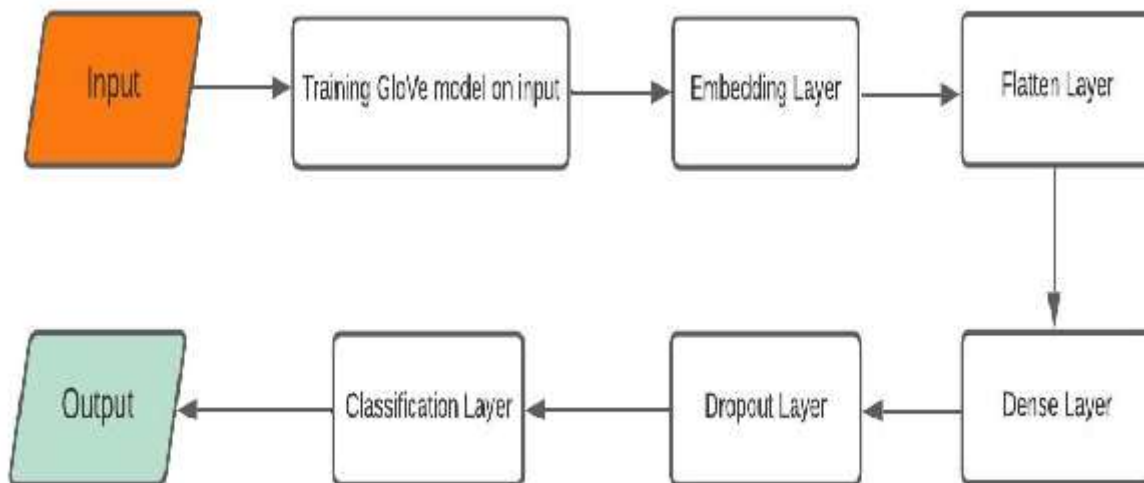 Input
Training GloVe model on input
Embedding Layer
Flatten Layer
Dense Layer
Dropout Layer
Classification Layer
Output